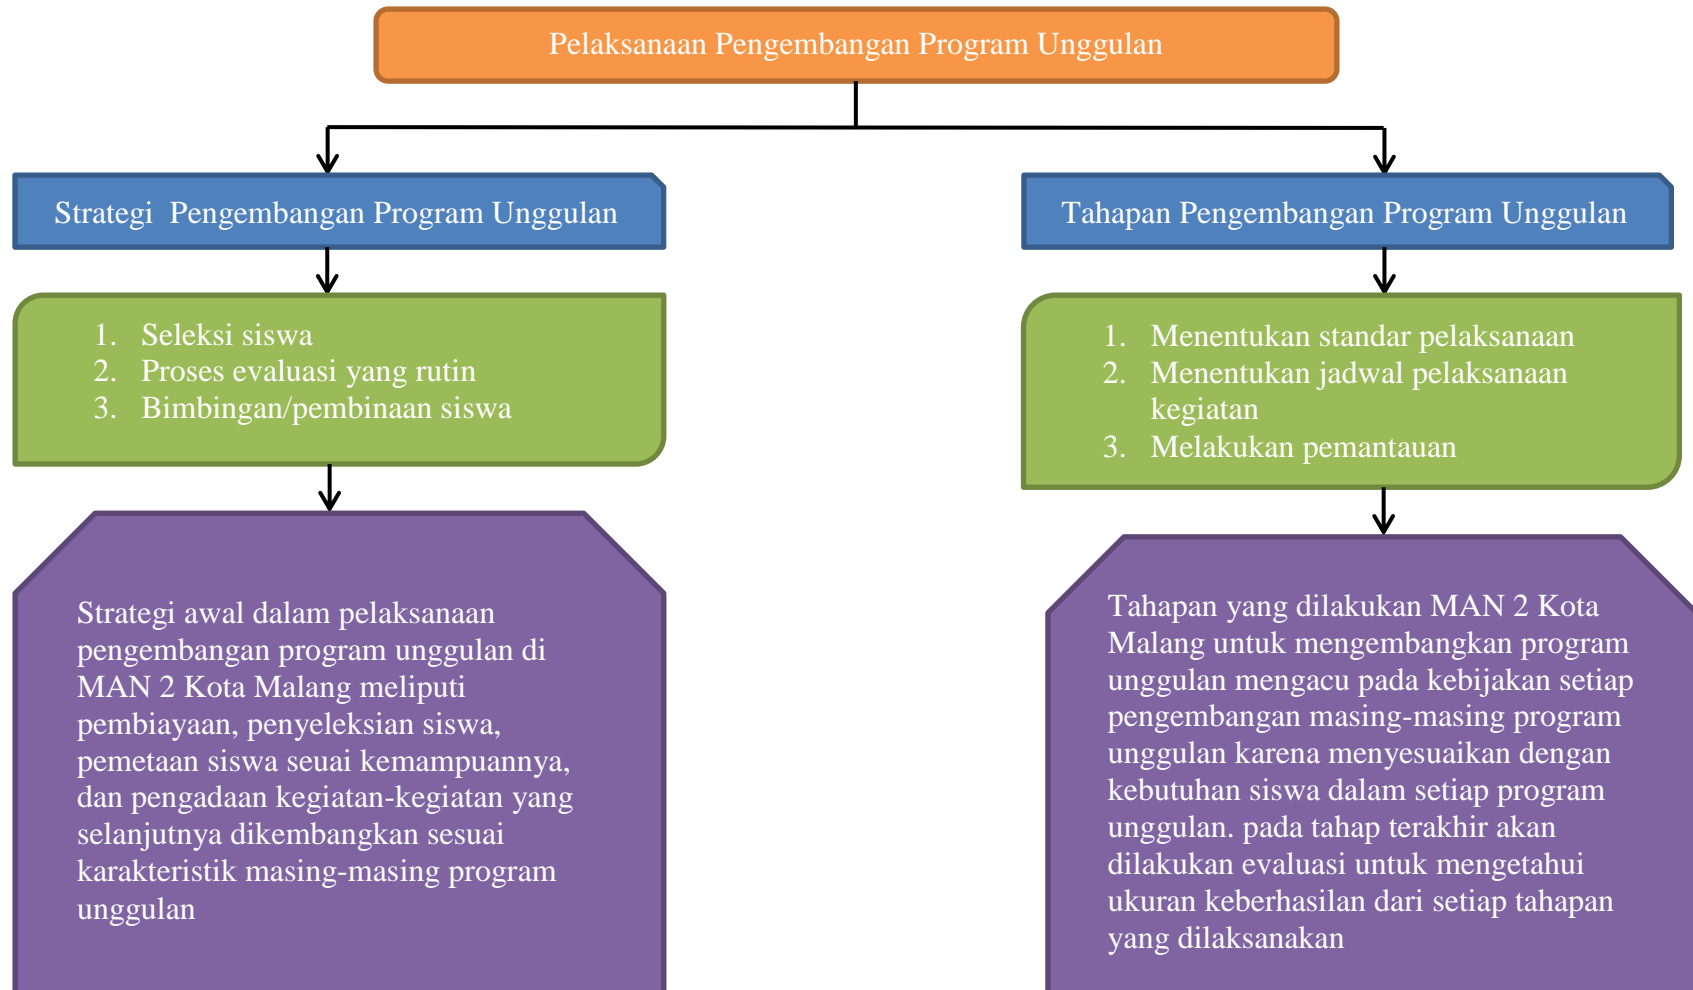 Pelaksanaan Pengembangan Program Unggulan
Strategi  Pengembangan Program Unggulan
1. Seleksi siswa
2. Proses evaluasi yang rutin
3. Bimbingan/pembinaan siswa
Strategi awal dalam pelaksanaan
pengembangan program unggulan di
MAN 2 Kota Malang meliputi
pembiayaan, penyeleksian siswa,
pemetaan siswa seuai kemampuannya,
dan pengadaan kegiatan-kegiatan yang
selanjutnya dikembangkan sesuai
karakteristik masing-masing program
unggulan
Tahapan Pengembangan Program Unggulan
1. Menentukan standar pelaksanaan
2. Menentukan jadwal pelaksanaan
kegiatan
3. Melakukan pemantauan
Tahapan yang dilakukan MAN 2 Kota
Malang untuk mengembangkan program
unggulan mengacu pada kebijakan setiap
pengembangan masing-masing program
unggulan karena menyesuaikan dengan
kebutuhan siswa dalam setiap program
unggulan. pada tahap terakhir akan
dilakukan evaluasi untuk mengetahui
ukuran keberhasilan dari setiap tahapan
yang dilaksanakan